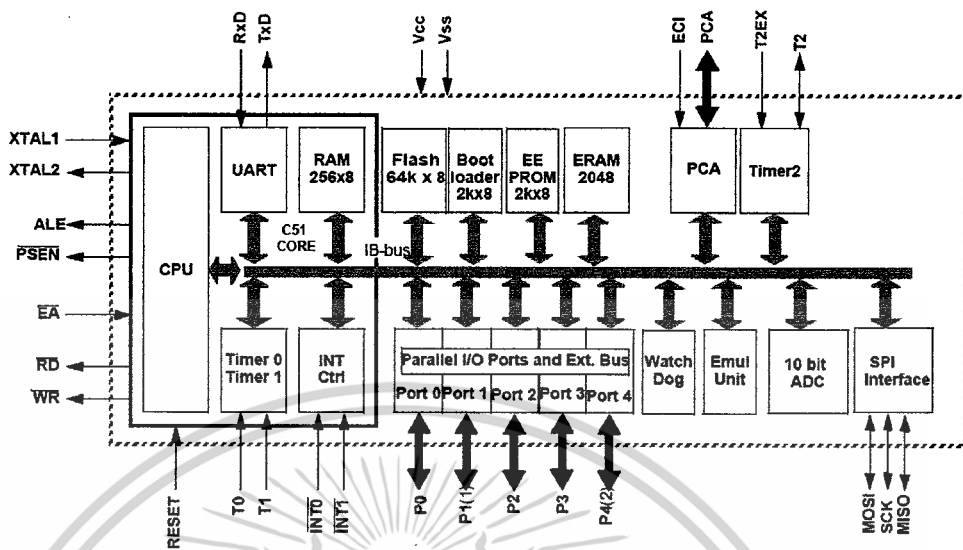 RxD
TxD
Vcc
Vss
ECI
PCA
T2EX
T2
XTAL1
XTAL2
ALE
PSEN
EA
RD
WR
CPU
UART
RAM
256x8
Flash
64k x 8
Boot
loader
2kx8
EE
PROM
2kx8
ERAM
2048
PCA
Timer2
C51
CORE
IB-bus
Timer 0
Timer 1
INT
Ctrl
Parallel I/O Ports and Ext. Bus
Port 0
Port 1
Port 2
Port 3
Port 4
Watch
Dog
Emul
Unit
10 bit
ADC
SPI
Interface
RESET
T0
T1
INT0
INT1
P0
P1(1)
P2
P3
P4(2)
MOSI
SCK
MISO